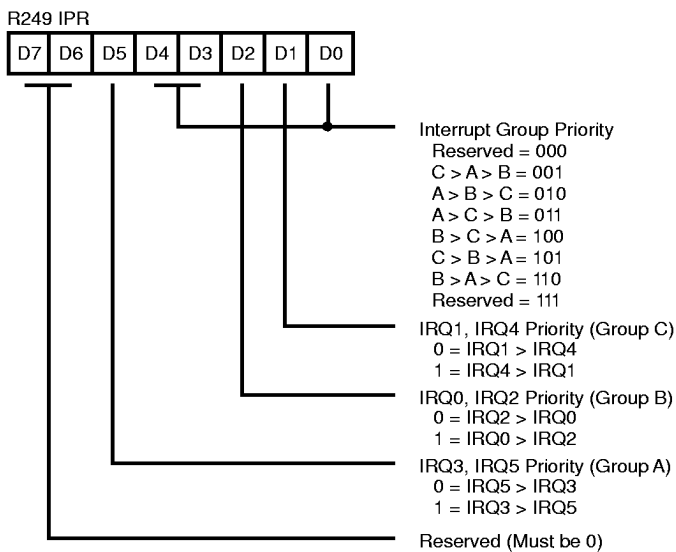 R249 IPR
D7 D6 D5 D4 D3 D2 D1 D0
Interrupt Group Priority
Reserved = 000
C > A > B = 001
A > B > C = 010
A > C > B = 011
B > C > A = 100
C > B > A = 101
B > A > C = 110
Reserved = 111
IRQ1, IRQ4 Priority (Group C)
0 = IRQ1 > IRQ4
1 = IRQ4 > IRQ1
IRQ0, IRQ2 Priority (Group B)
0 = IRQ2 > IRQ0
1 = IRQ0 > IRQ2
IRQ3, IRQ5 Priority (Group A)
0 = IRQ5 > IRQ3
1 = IRQ3 > IRQ5
Reserved (Must be 0)